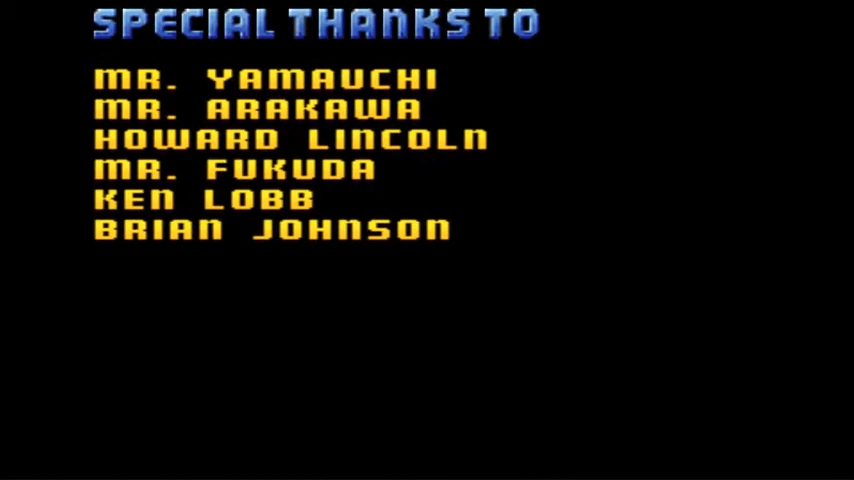 SPECIAL THANKS TO
MR. YAMAUCHI
MR. ARAKAWA
HOWARD LINCOLN
MR. FUKUDA
KEN LOBB
BRIAN JOHNSON